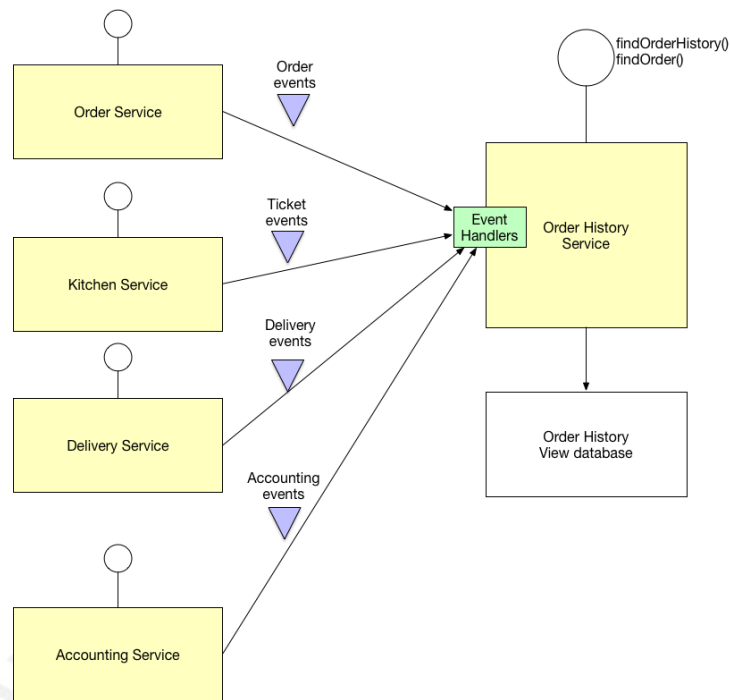 findOrderHistory()
findOrder()
Order
events
Order Service
Ticket
events
Event
Handlers
Order History
Service
Kitchen Service
Delivery
events
Delivery Service
Order History
View database
Accounting
events
Accounting Service